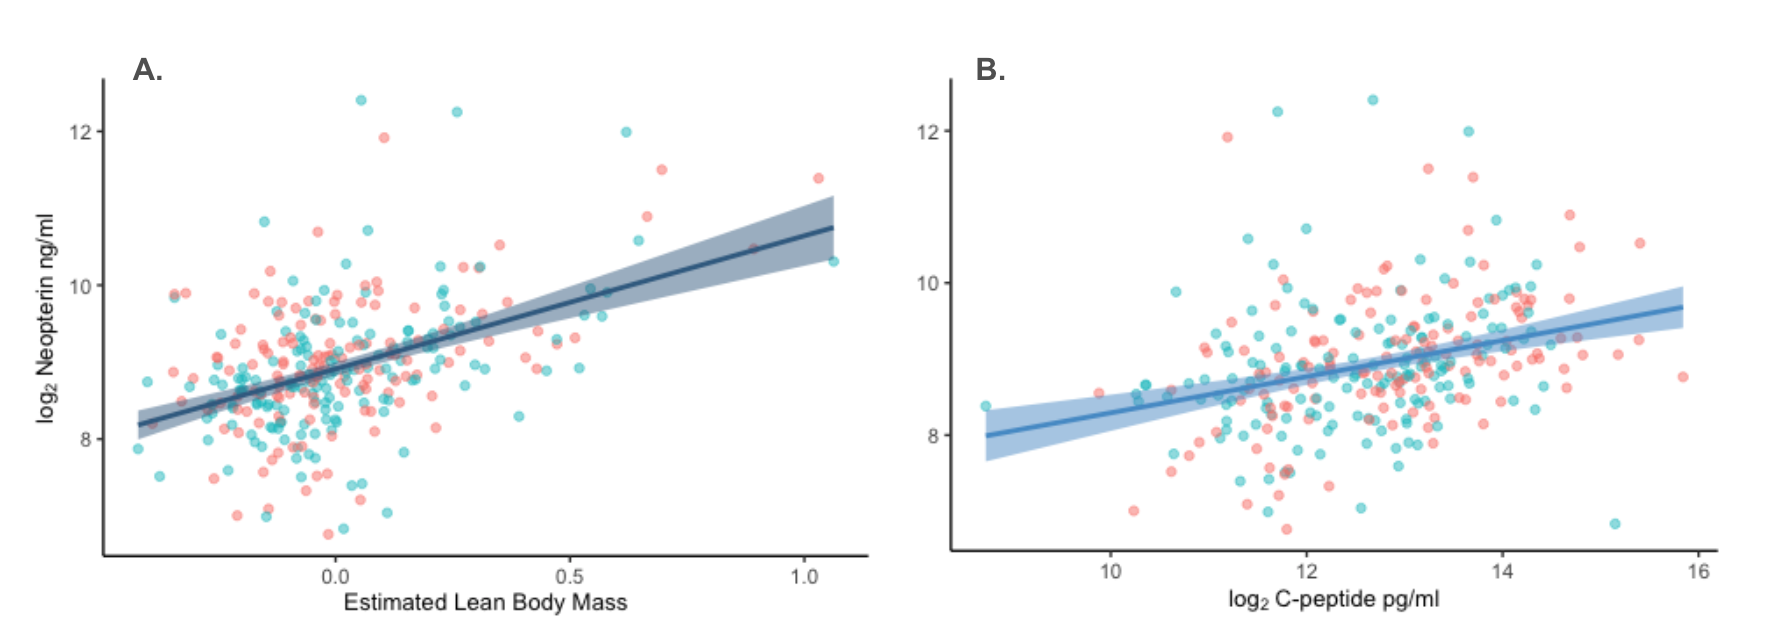 A.
log₂ Neopterin ng/ml
12
10
8
0.0 0.5 1.0
Estimated Lean Body Mass
B.
12
10
8
10 12 14 16
log₂ C-peptide pg/ml